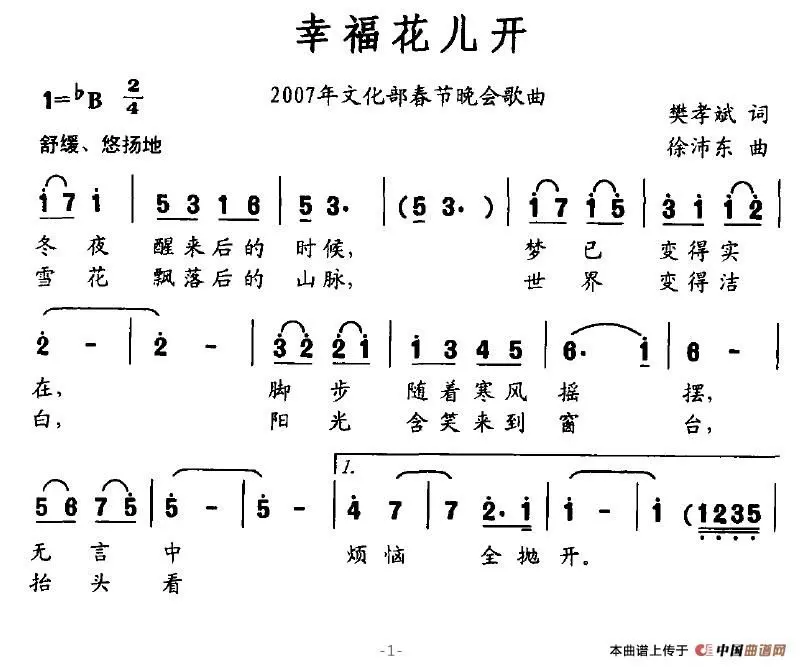 幸福花儿开
1=♭B 2/4
2007年文化部春节晚会歌曲
樊孝斌 词
舒缓、悠扬地
徐沛东 曲
1 7 1 | 5 3 1 6 | 5 3· | (5 3·) | 1 7 1 5 | 3 1 1 2
冬夜 醒来后的 时候, 梦已 变得实
雪花 飘落后的 山脉, 世界 变得洁
2 - | 2 - | 3 2 2 1 | 1 3 4 5 | 6· 1 | 6 - |
在, 脚步 随着寒风 摇 摆,
白, 阳光 含笑来到 窗 台,
5 6 7 5 | 5 - | 5 - | 1. 4 7 | 7 2· 1 | 1 - | 1 (1235 |
无言中 烦恼 全抛开。
抬头看
-1-
本曲谱上传于 中国曲谱网